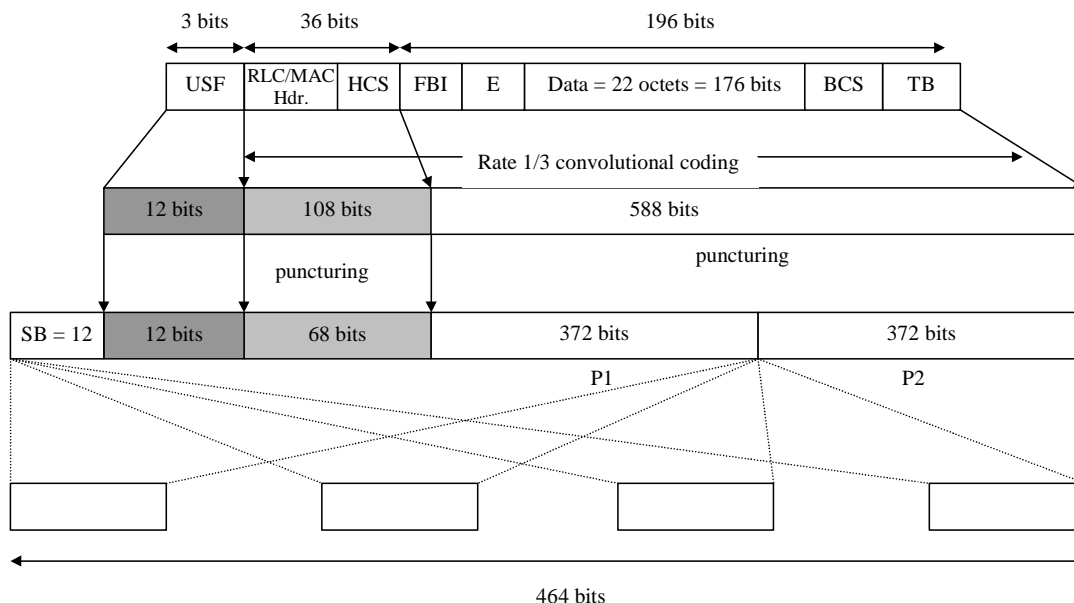 3 bits
36 bits
196 bits
USF
RLC/MAC
Hdr.
HCS
FBI
E
Data = 22 octets = 176 bits
BCS
TB
Rate 1/3 convolutional coding
12 bits
108 bits
588 bits
puncturing
puncturing
SB = 12
12 bits
68 bits
372 bits
372 bits
P1
P2
464 bits